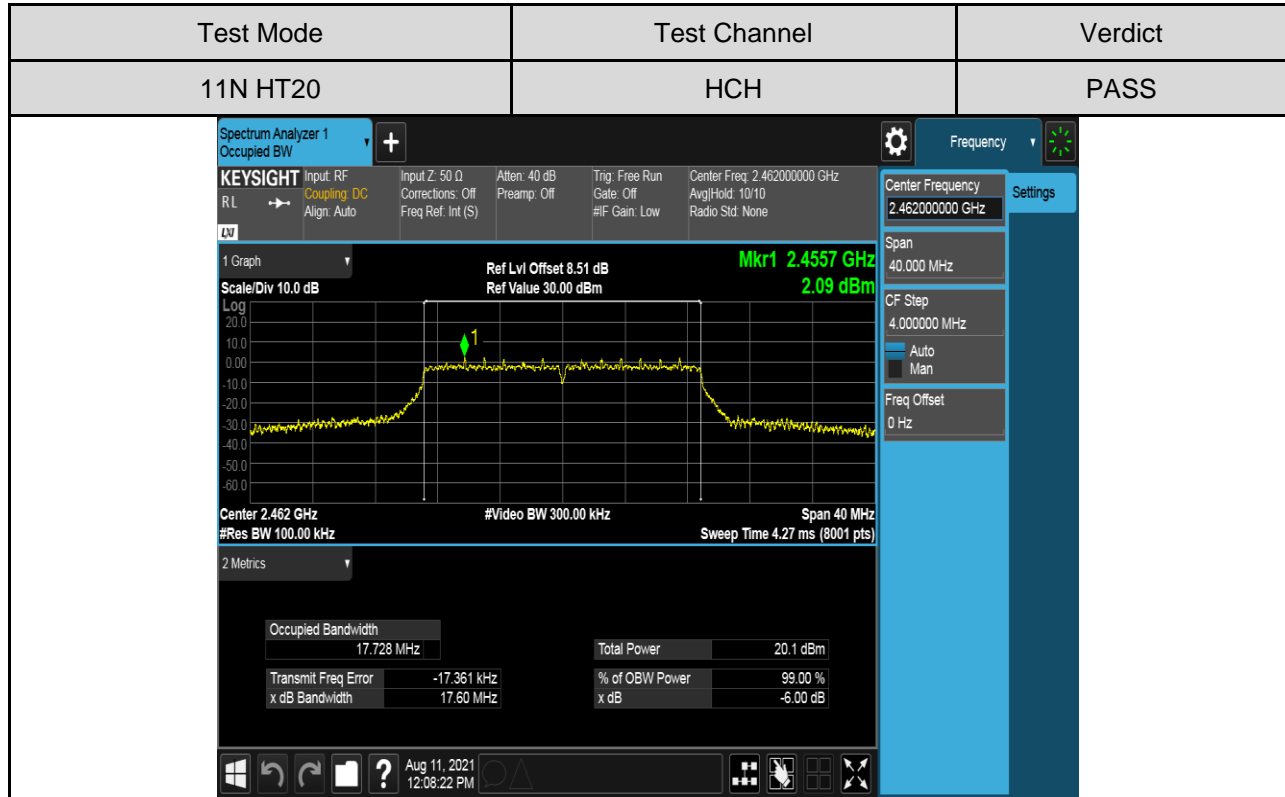 Test Mode Test Channel Verdict
11N HT20 HCH PASS
Spectrum Analyzer 1
Occupied BW
+
Frequency
KEYSIGHT Input: RF Input Z: 50 Ω Atten: 40 dB Trig: Free Run Center Freq: 2.462000000 GHz
RL Coupling: DC Corrections: Off Preamp: Off Gate: Off Avg|Hold: 10/10
Align: Auto Freq Ref: Int (S) #IF Gain: Low Radio Std: None
LXI
Center Frequency
2.462000000 GHz
Settings
Span
40.000 MHz
CF Step
4.000000 MHz
Auto
Man
Freq Offset
0 Hz
1 Graph Ref Lvl Offset 8.51 dB Mkr1 2.4557 GHz
Scale/Div 10.0 dB Ref Value 30.00 dBm 2.09 dBm
Log
20.0
10.0
0.00
-10.0
-20.0
-30.0
-40.0
-50.0
-60.0
1
Center 2.462 GHz #Video BW 300.00 kHz Span 40 MHz
#Res BW 100.00 kHz Sweep Time 4.27 ms (8001 pts)
2 Metrics
Occupied Bandwidth
17.728 MHz Total Power 20.1 dBm
Transmit Freq Error -17.361 kHz % of OBW Power 99.00 %
x dB Bandwidth 17.60 MHz x dB -6.00 dB
? Aug 11, 2021
12:08:22 PM